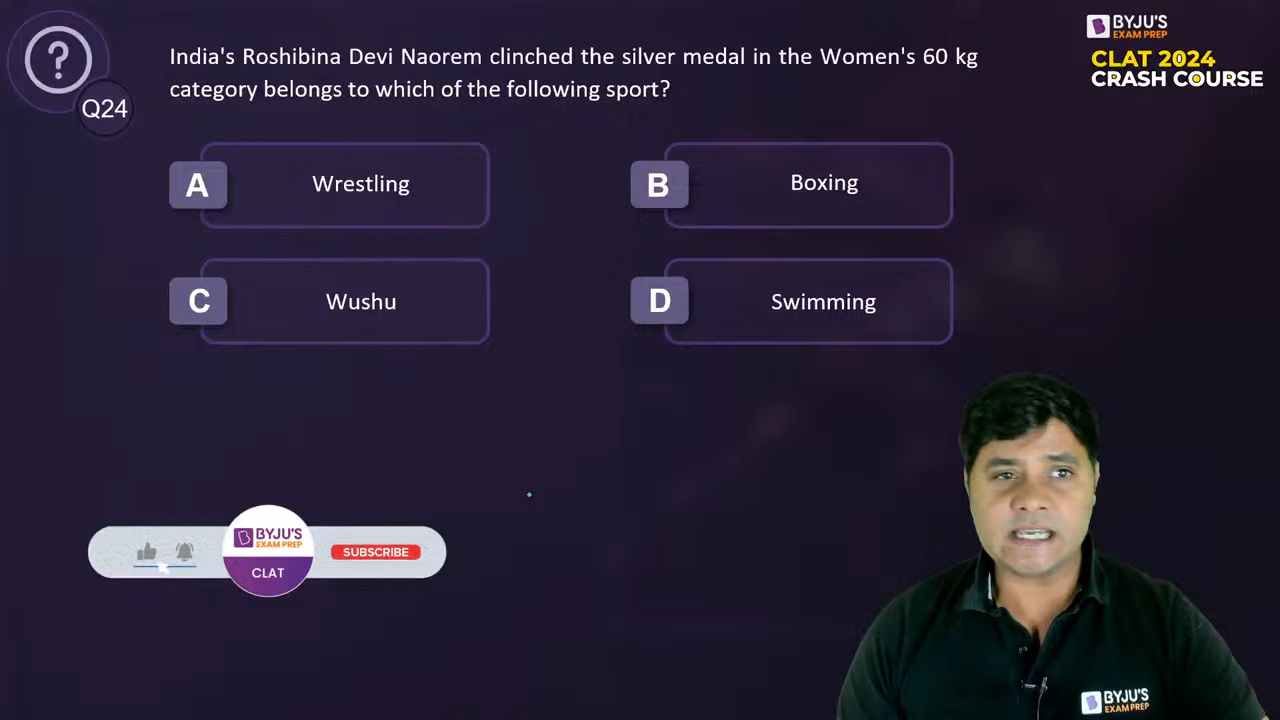 ?
Q24
India's Roshibina Devi Naorem clinched the silver medal in the Women's 60 kg
category belongs to which of the following sport?
BYJU'S
EXAM PREP
CLAT 2024
CRASH COURSE
A
Wrestling
B
Boxing
C
Wushu
D
Swimming
BYJU'S
EXAM PREP
CLAT
SUBSCRIBE
BYJU'S
EXAM PREP